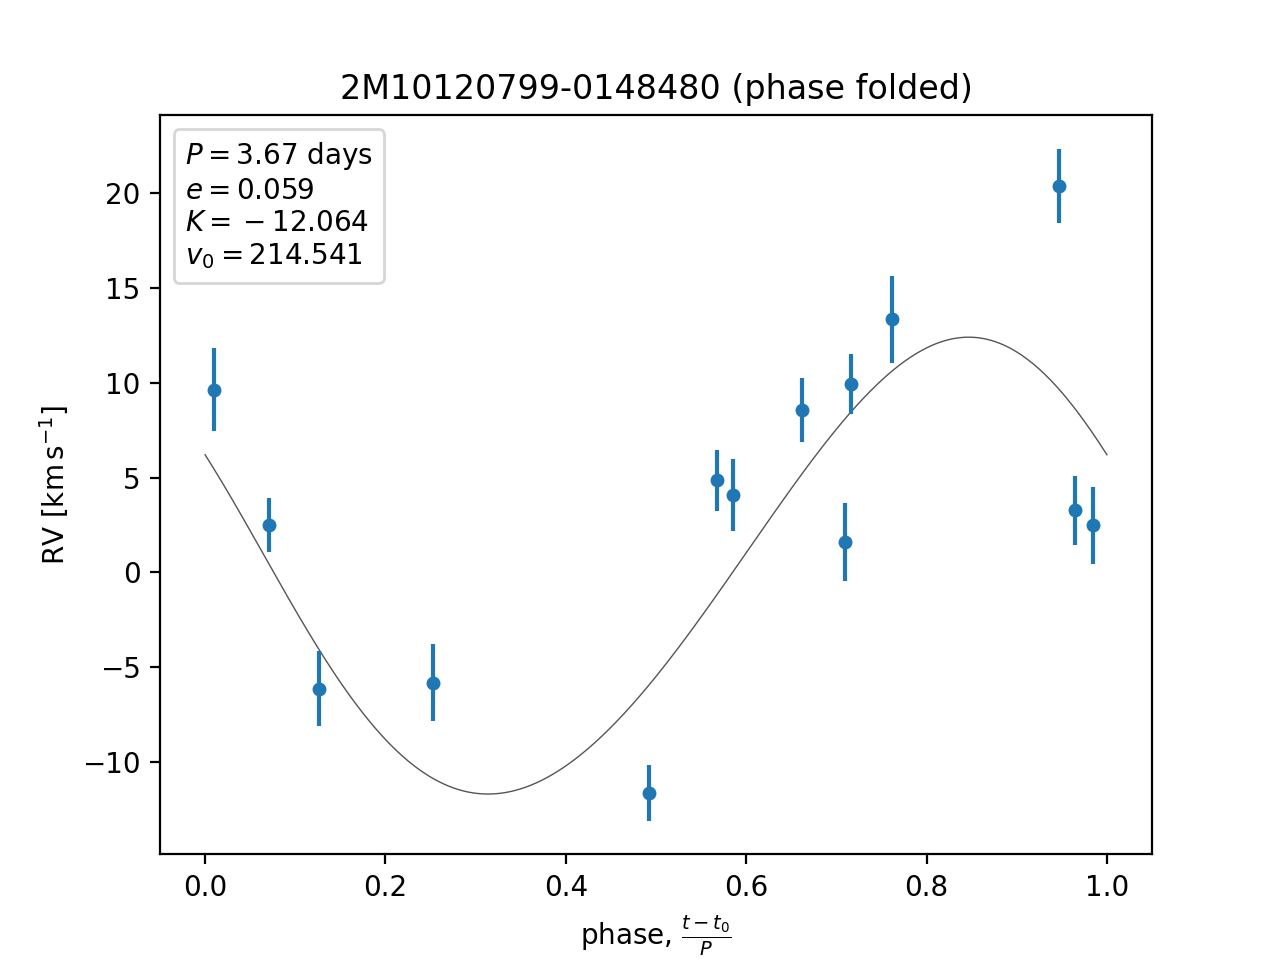 2M10120799-0148480 (phase folded)
P = 3.67 days
e = 0.059
K = −12.064
v₀ = 214.541
20
15
10
5
0
−5
−10
RV [km s⁻¹]
0.0 0.2 0.4 0.6 0.8 1.0
phase, (t − t₀)/P